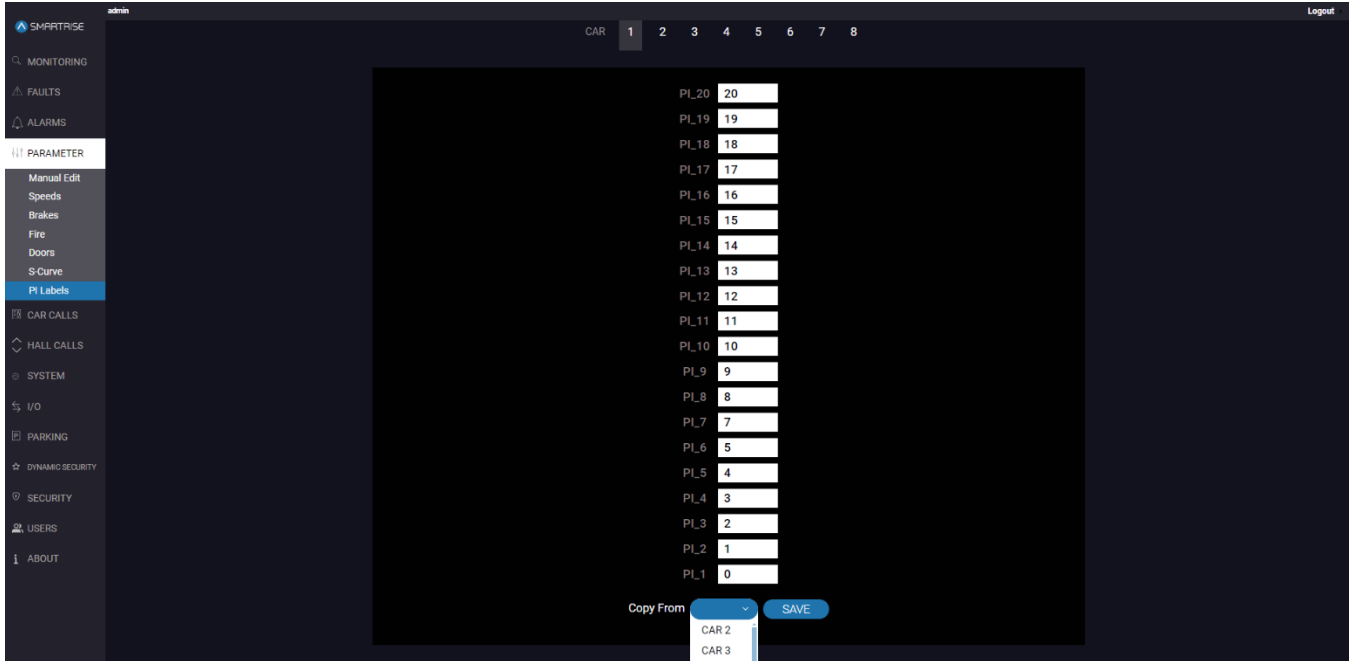 admin
Logout
SMARTRISE
CAR 1 2 3 4 5 6 7 8
MONITORING
FAULTS
ALARMS
PARAMETER
Manual Edit
Speeds
Brakes
Fire
Doors
S-Curve
PI Labels
CAR CALLS
HALL CALLS
SYSTEM
I/O
PARKING
DYNAMIC SECURITY
SECURITY
USERS
ABOUT
PI_20 20
PI_19 19
PI_18 18
PI_17 17
PI_16 16
PI_15 15
PI_14 14
PI_13 13
PI_12 12
PI_11 11
PI_10 10
PI_9 9
PI_8 8
PI_7 7
PI_6 5
PI_5 4
PI_4 3
PI_3 2
PI_2 1
PI_1 0
Copy From SAVE
CAR 2
CAR 3